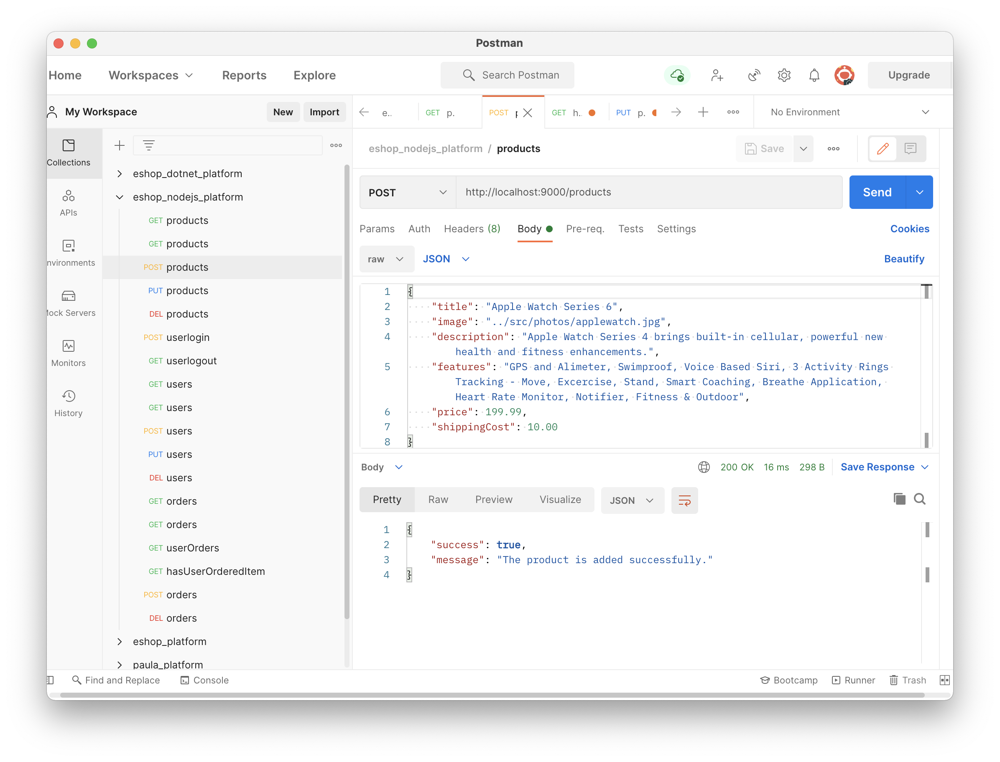 Postman
Home Workspaces Reports Explore Search Postman Upgrade
My Workspace New Import
e.. GET p. POST p GET h.. PUT p. No Environment
Collections
APIs
nvironments
ock Servers
Monitors
History
eshop_dotnet_platform
eshop_nodejs_platform
GET products
GET products
POST products
PUT products
DEL products
POST userlogin
GET userlogout
GET users
GET users
POST users
PUT users
DEL users
GET orders
GET orders
GET userOrders
GET hasUserOrderedItem
POST orders
DEL orders
eshop_platform
paula_platform
eshop_nodejs_platform / products Save
POST http://localhost:9000/products Send
Params Auth Headers (8) Body Pre-req. Tests Settings Cookies
raw JSON Beautify
1 {
2 "title": "Apple Watch Series 6",
3 "image": "../src/photos/applewatch.jpg",
4 "description": "Apple Watch Series 4 brings built-in cellular, powerful new
health and fitness enhancements.",
5 "features": "GPS and Alimeter, Swimproof, Voice Based Siri, 3 Activity Rings
Tracking - Move, Excercise, Stand, Smart Coaching, Breathe Application,
Heart Rate Monitor, Notifier, Fitness & Outdoor",
6 "price": 199.99,
7 "shippingCost": 10.00
8 }
Body 200 OK 16 ms 298 B Save Response
Pretty Raw Preview Visualize JSON
1 {
2 "success": true,
3 "message": "The product is added successfully."
4 }
Find and Replace Console Bootcamp Runner Trash